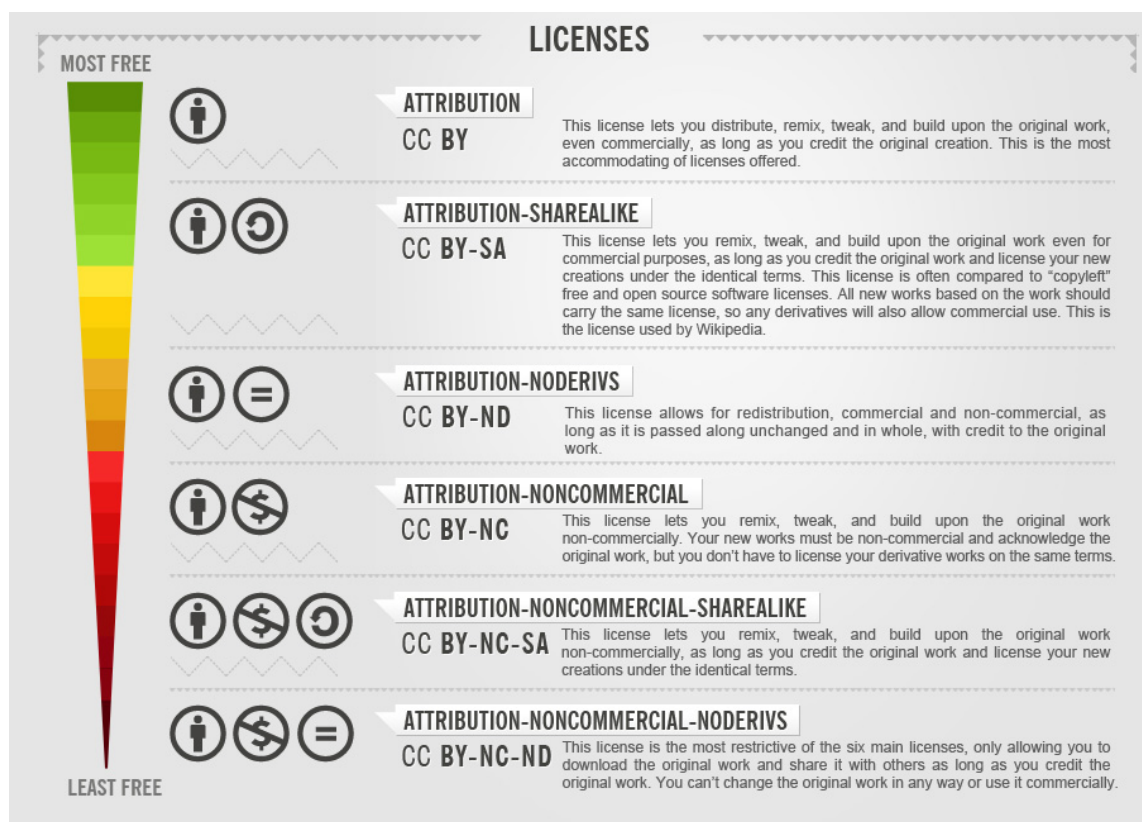 LICENSES
MOST FREE
ATTRIBUTION
CC BY
This license lets you distribute, remix, tweak, and build upon the original work,
even commercially, as long as you credit the original creation. This is the most
accommodating of licenses offered.
ATTRIBUTION-SHAREALIKE
CC BY-SA
This license lets you remix, tweak, and build upon the original work even for
commercial purposes, as long as you credit the original work and license your new
creations under the identical terms. This license is often compared to “copyleft”
free and open source software licenses. All new works based on the work should
carry the same license, so any derivatives will also allow commercial use. This is
the license used by Wikipedia.
ATTRIBUTION-NODERIVS
CC BY-ND
This license allows for redistribution, commercial and non-commercial, as
long as it is passed along unchanged and in whole, with credit to the original
work.
ATTRIBUTION-NONCOMMERCIAL
CC BY-NC
This license lets you remix, tweak, and build upon the original work
non-commercially. Your new works must be non-commercial and acknowledge the
original work, but you don’t have to license your derivative works on the same terms.
ATTRIBUTION-NONCOMMERCIAL-SHAREALIKE
CC BY-NC-SA
This license lets you remix, tweak, and build upon the original work
non-commercially, as long as you credit the original work and license your new
creations under the identical terms.
ATTRIBUTION-NONCOMMERCIAL-NODERIVS
CC BY-NC-ND
This license is the most restrictive of the six main licenses, only allowing you to
download the original work and share it with others as long as you credit the
original work. You can’t change the original work in any way or use it commercially.
LEAST FREE